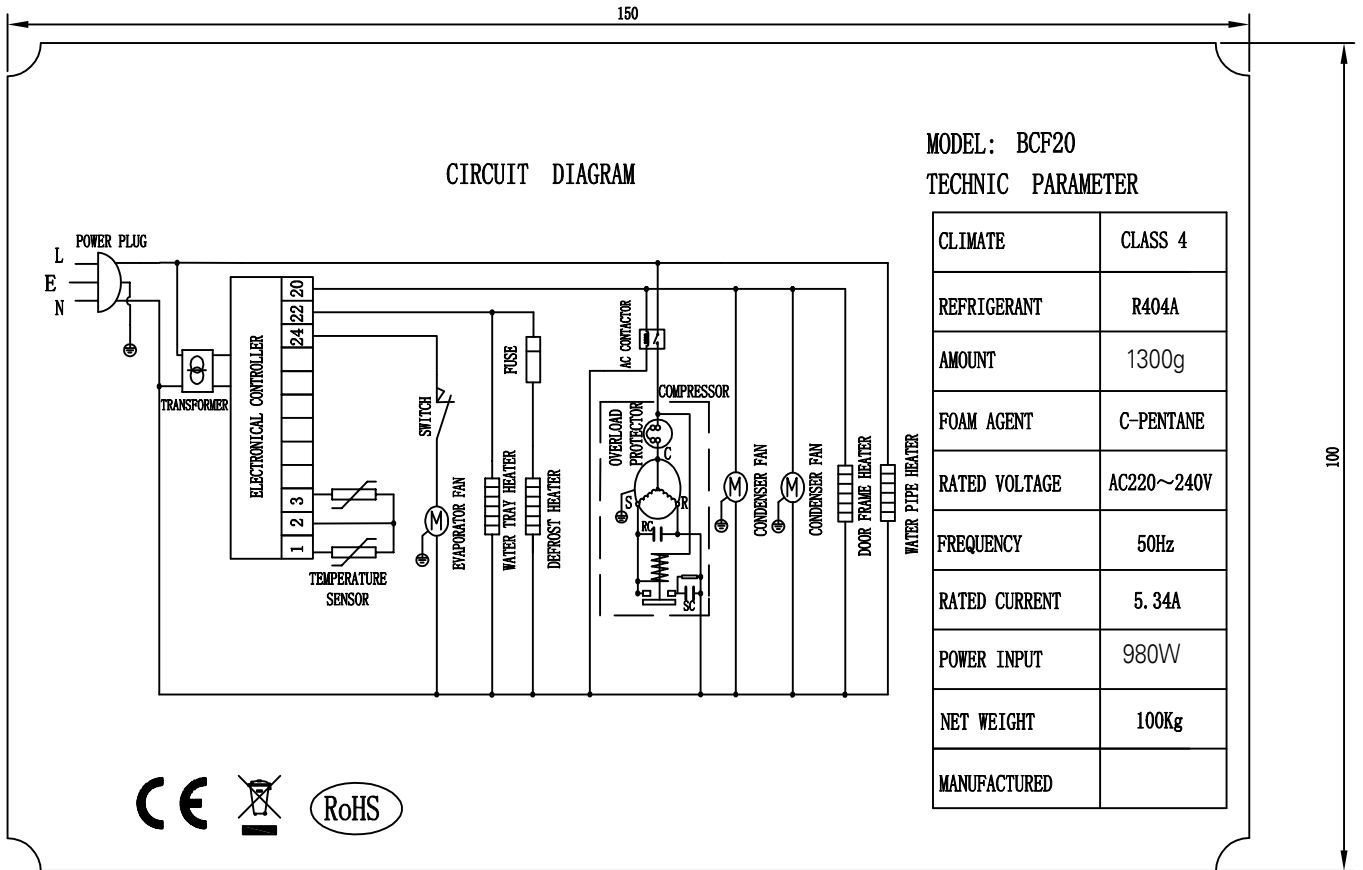 150
100
CIRCUIT DIAGRAM
POWER PLUG
L
E
N
TRANSFORMER
ELECTRONICAL CONTROLLER
20
22
24
3
2
1
TEMPERATURE
SENSOR
SWITCH
M
EVAPORATOR FAN
WATER TRAY HEATER
FUSE
DEFROST HEATER
AC CONTACTOR
COMPRESSOR
OVERLOAD
PROTECTOR
C
S
R
RC
SC
M
CONDENSER FAN
M
CONDENSER FAN
DOOR FRAME HEATER
WATER PIPE HEATER
MODEL: BCF20
TECHNIC PARAMETER
CLIMATE CLASS 4
REFRIGERANT R404A
AMOUNT 1300g
FOAM AGENT C-PENTANE
RATED VOLTAGE AC220～240V
FREQUENCY 50Hz
RATED CURRENT 5.34A
POWER INPUT 980W
NET WEIGHT 100Kg
MANUFACTURED
CE
RoHS